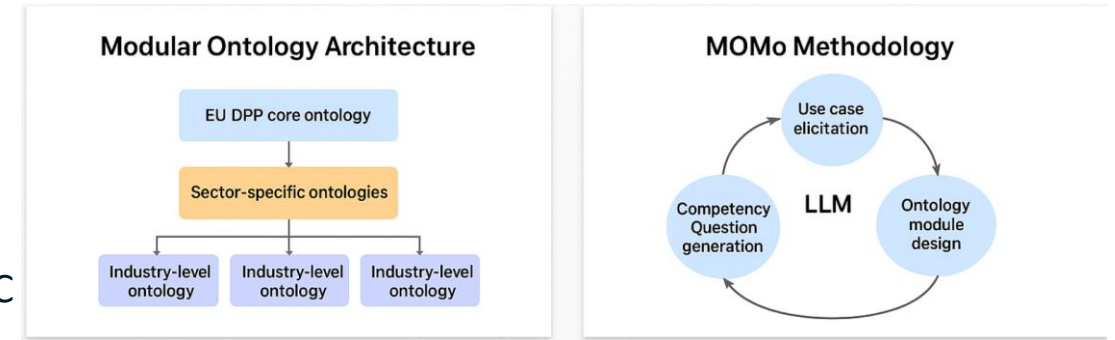 Modular Ontology Architecture
EU DPP core ontology
Sector-specific ontologies
Industry-level
ontology
Industry-level
ontology
Industry-level
ontology
C
MOMo Methodology
Use case
elicitation
LLM
Ontology
module
design
Competency
Question
generation